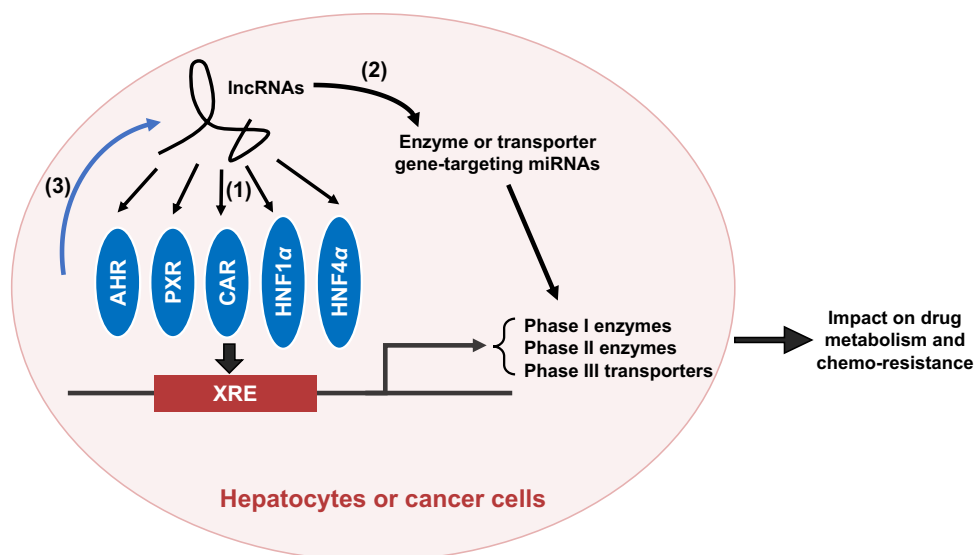 (2)
lncRNAs
Enzyme or transporter
gene-targeting miRNAs
(3)
(1)
AHR
PXR
CAR
HNF1α
HNF4α
Phase I enzymes
Phase II enzymes
Phase III transporters
Impact on drug
metabolism and
chemo-resistance
XRE
Hepatocytes or cancer cells